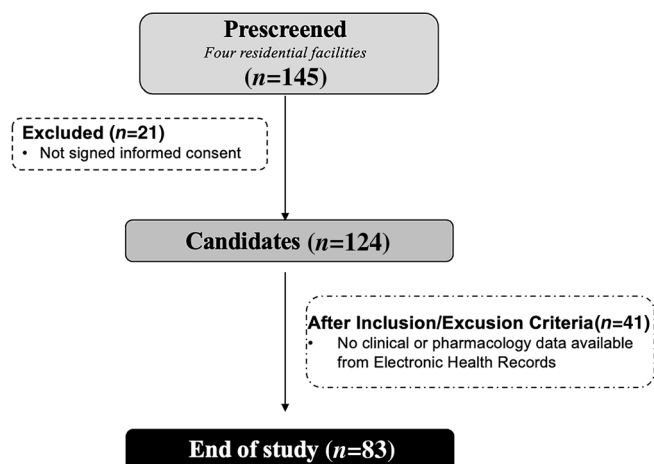 Prescreened
Four residential facilities
(n=145)
Excluded (n=21)
• Not signed informed consent
Candidates (n=124)
After Inclusion/Excusion Criteria(n=41)
• No clinical or pharmacology data available
from Electronic Health Records
End of study (n=83)